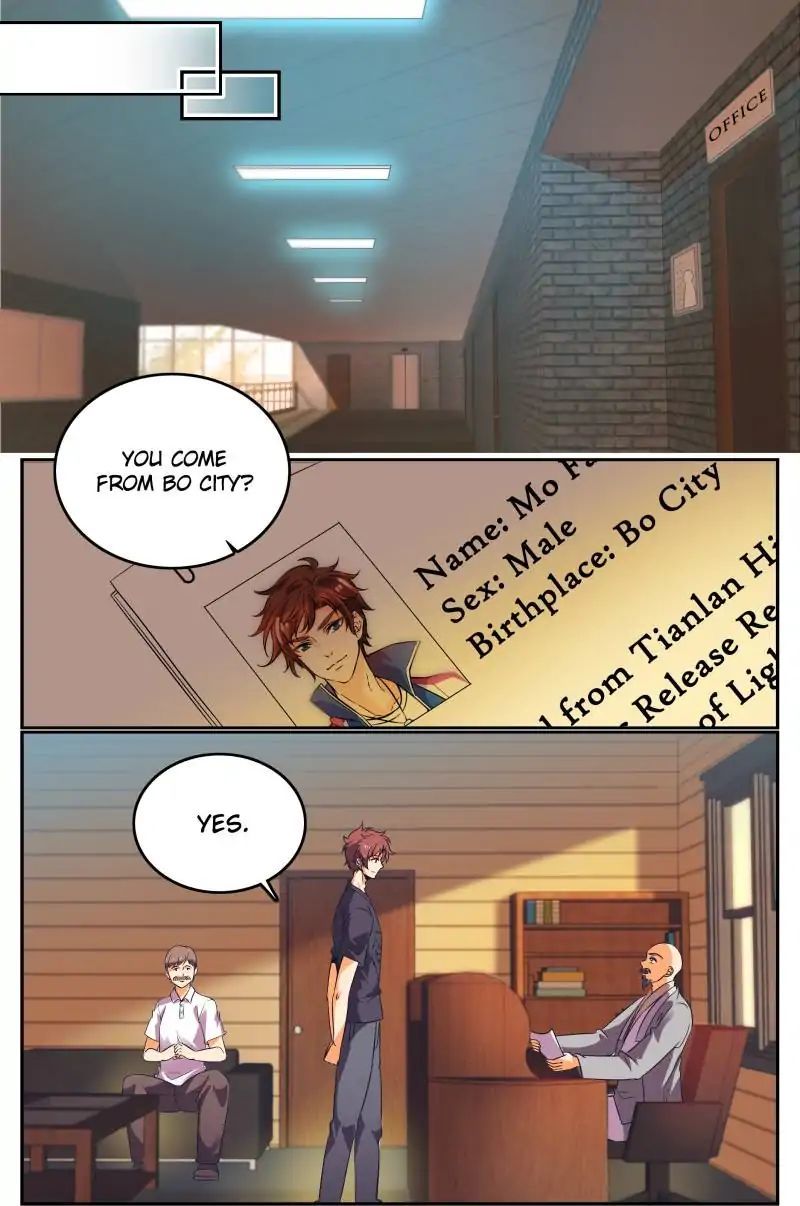 OFFICE
YOU COME
FROM BO CITY?
Name: Mo
Sex: Male
Birthplace: Bo City
from Tianlan
Release
of
YES.